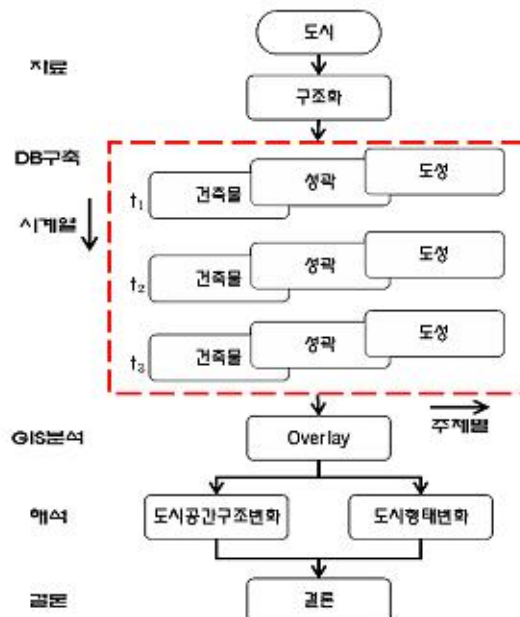 도시
자료
구조화
DB구축
시계열
t₁ 건축물 성곽 도성
t₂ 건축물 성곽 도성
t₃ 건축물 성곽 도성
주제별
GIS분석 Overlay
해석 도시공간구조변화 도시형태변화
결론 결론